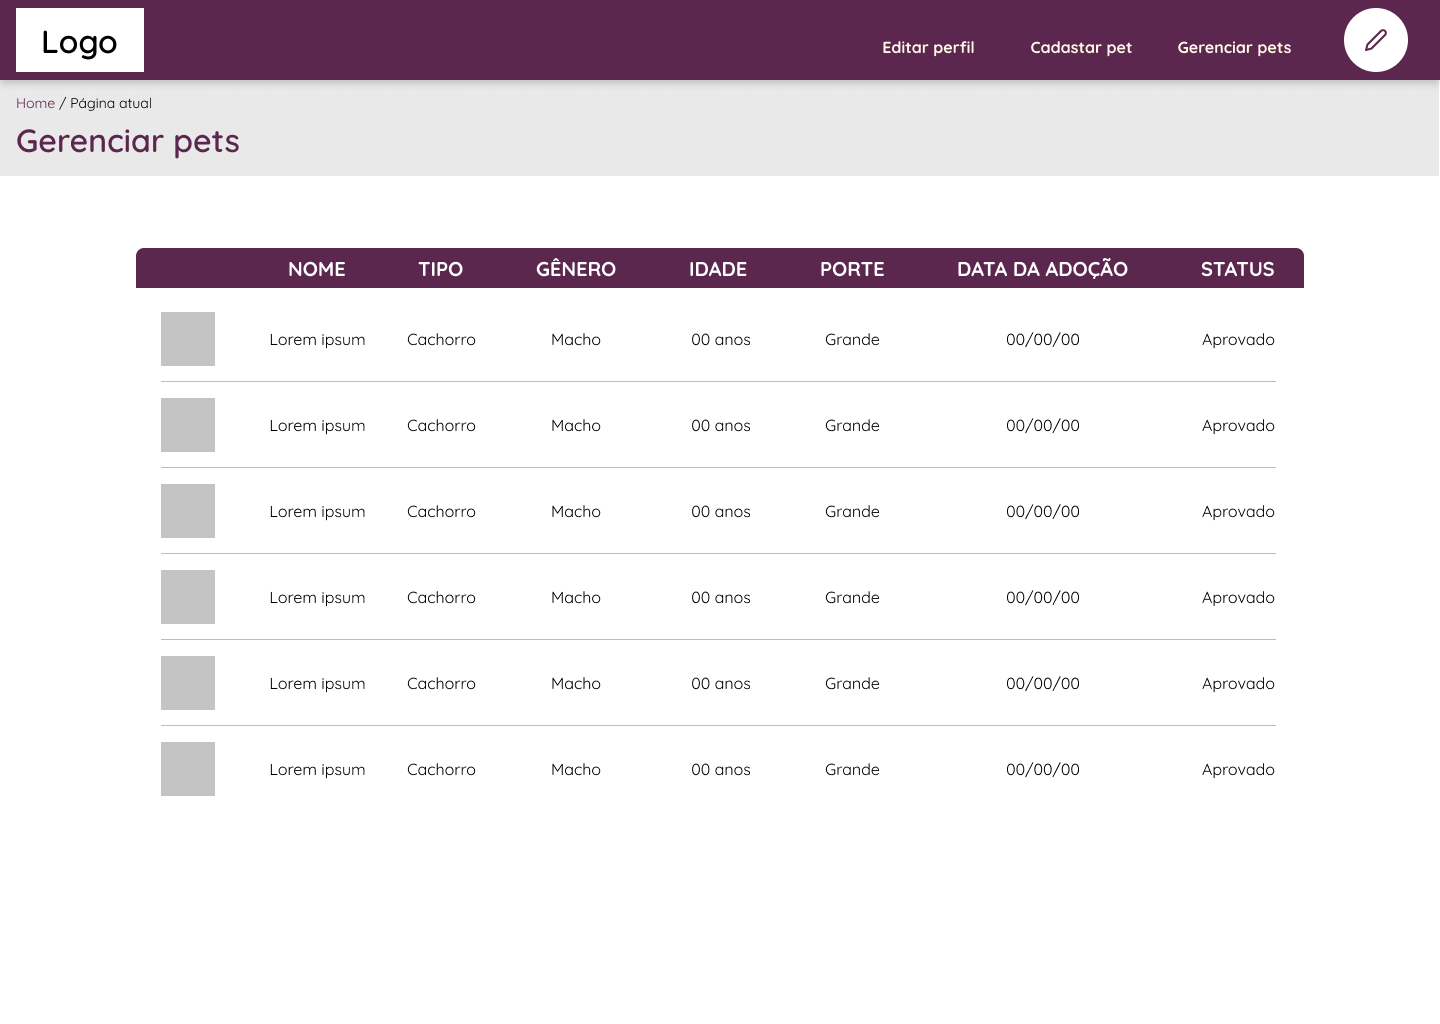 Logo
Editar perfil Cadastar pet Gerenciar pets
Home / Página atual
Gerenciar pets
NOME TIPO GÊNERO IDADE PORTE DATA DA ADOÇÃO STATUS
Lorem ipsum Cachorro Macho 00 anos Grande 00/00/00 Aprovado
Lorem ipsum Cachorro Macho 00 anos Grande 00/00/00 Aprovado
Lorem ipsum Cachorro Macho 00 anos Grande 00/00/00 Aprovado
Lorem ipsum Cachorro Macho 00 anos Grande 00/00/00 Aprovado
Lorem ipsum Cachorro Macho 00 anos Grande 00/00/00 Aprovado
Lorem ipsum Cachorro Macho 00 anos Grande 00/00/00 Aprovado